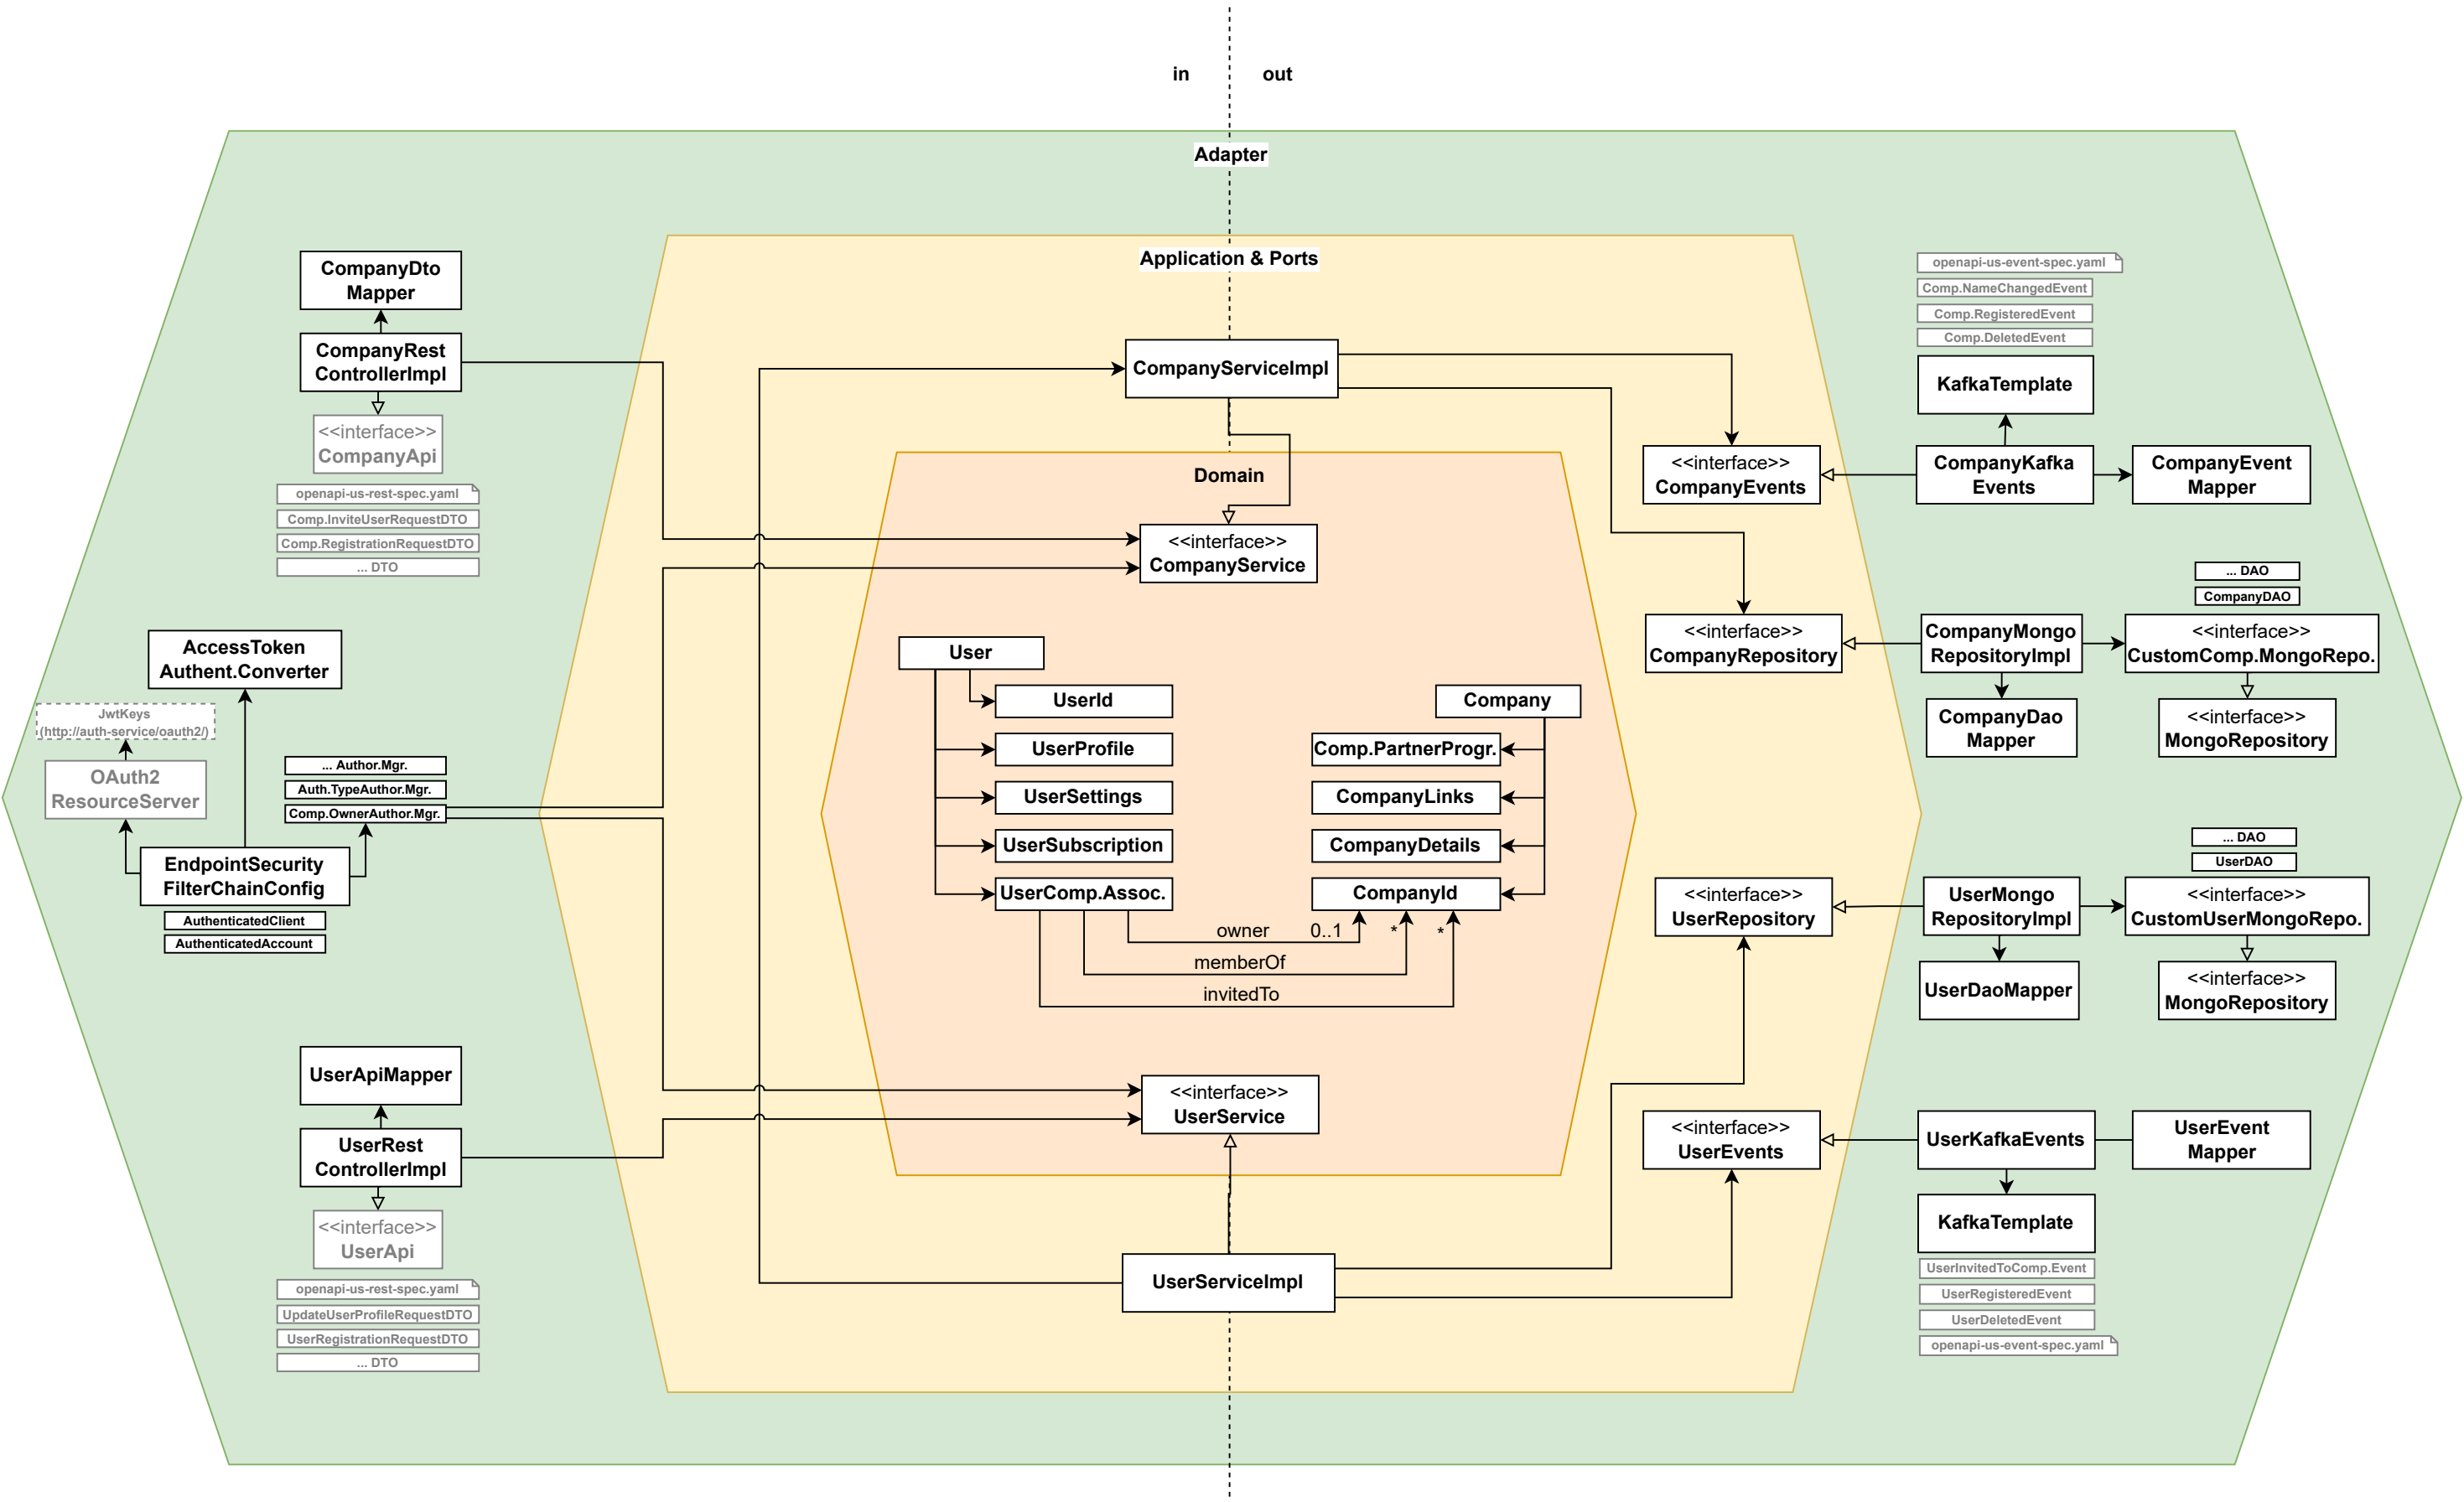 in
out
Adapter
Application & Ports
Domain
CompanyDto
Mapper
CompanyRest
ControllerImpl
<<interface>>
CompanyApi
openapi-us-rest-spec.yaml
Comp.InviteUserRequestDTO
Comp.RegistrationRequestDTO
... DTO
AccessToken
Authent.Converter
JwtKeys
(http://auth-service/oauth2/)
OAuth2
ResourceServer
... Author.Mgr.
Auth.TypeAuthor.Mgr.
Comp.OwnerAuthor.Mgr.
EndpointSecurity
FilterChainConfig
AuthenticatedClient
AuthenticatedAccount
UserApiMapper
UserRest
ControllerImpl
<<interface>>
UserApi
openapi-us-rest-spec.yaml
UpdateUserProfileRequestDTO
UserRegistrationRequestDTO
... DTO
CompanyServiceImpl
<<interface>>
CompanyService
User
UserId
UserProfile
UserSettings
UserSubscription
UserComp.Assoc.
Company
Comp.PartnerProgr.
CompanyLinks
CompanyDetails
CompanyId
owner
0..1
*
*
memberOf
invitedTo
<<interface>>
UserService
UserServiceImpl
<<interface>>
CompanyEvents
<<interface>>
CompanyRepository
<<interface>>
UserRepository
<<interface>>
UserEvents
openapi-us-event-spec.yaml
Comp.NameChangedEvent
Comp.RegisteredEvent
Comp.DeletedEvent
KafkaTemplate
CompanyKafka
Events
CompanyEvent
Mapper
... DAO
CompanyDAO
CompanyMongo
RepositoryImpl
<<interface>>
CustomComp.MongoRepo.
CompanyDao
Mapper
<<interface>>
MongoRepository
... DAO
UserDAO
UserMongo
RepositoryImpl
<<interface>>
CustomUserMongoRepo.
UserDaoMapper
<<interface>>
MongoRepository
UserKafkaEvents
UserEvent
Mapper
KafkaTemplate
UserInvitedToComp.Event
UserRegisteredEvent
UserDeletedEvent
openapi-us-event-spec.yaml